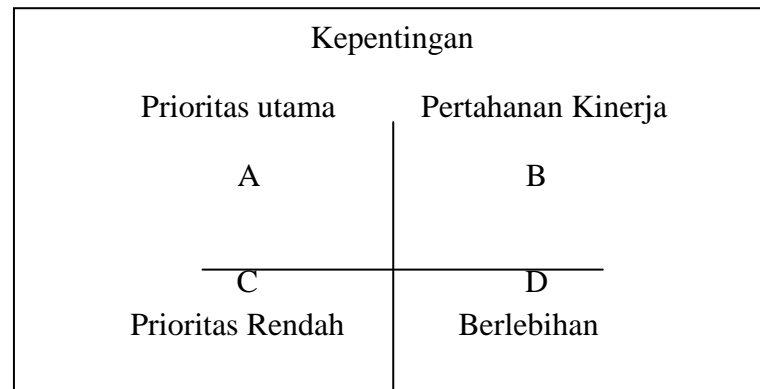 Kepentingan
Prioritas utama Pertahanan Kinerja
A B
C D
Prioritas Rendah Berlebihan